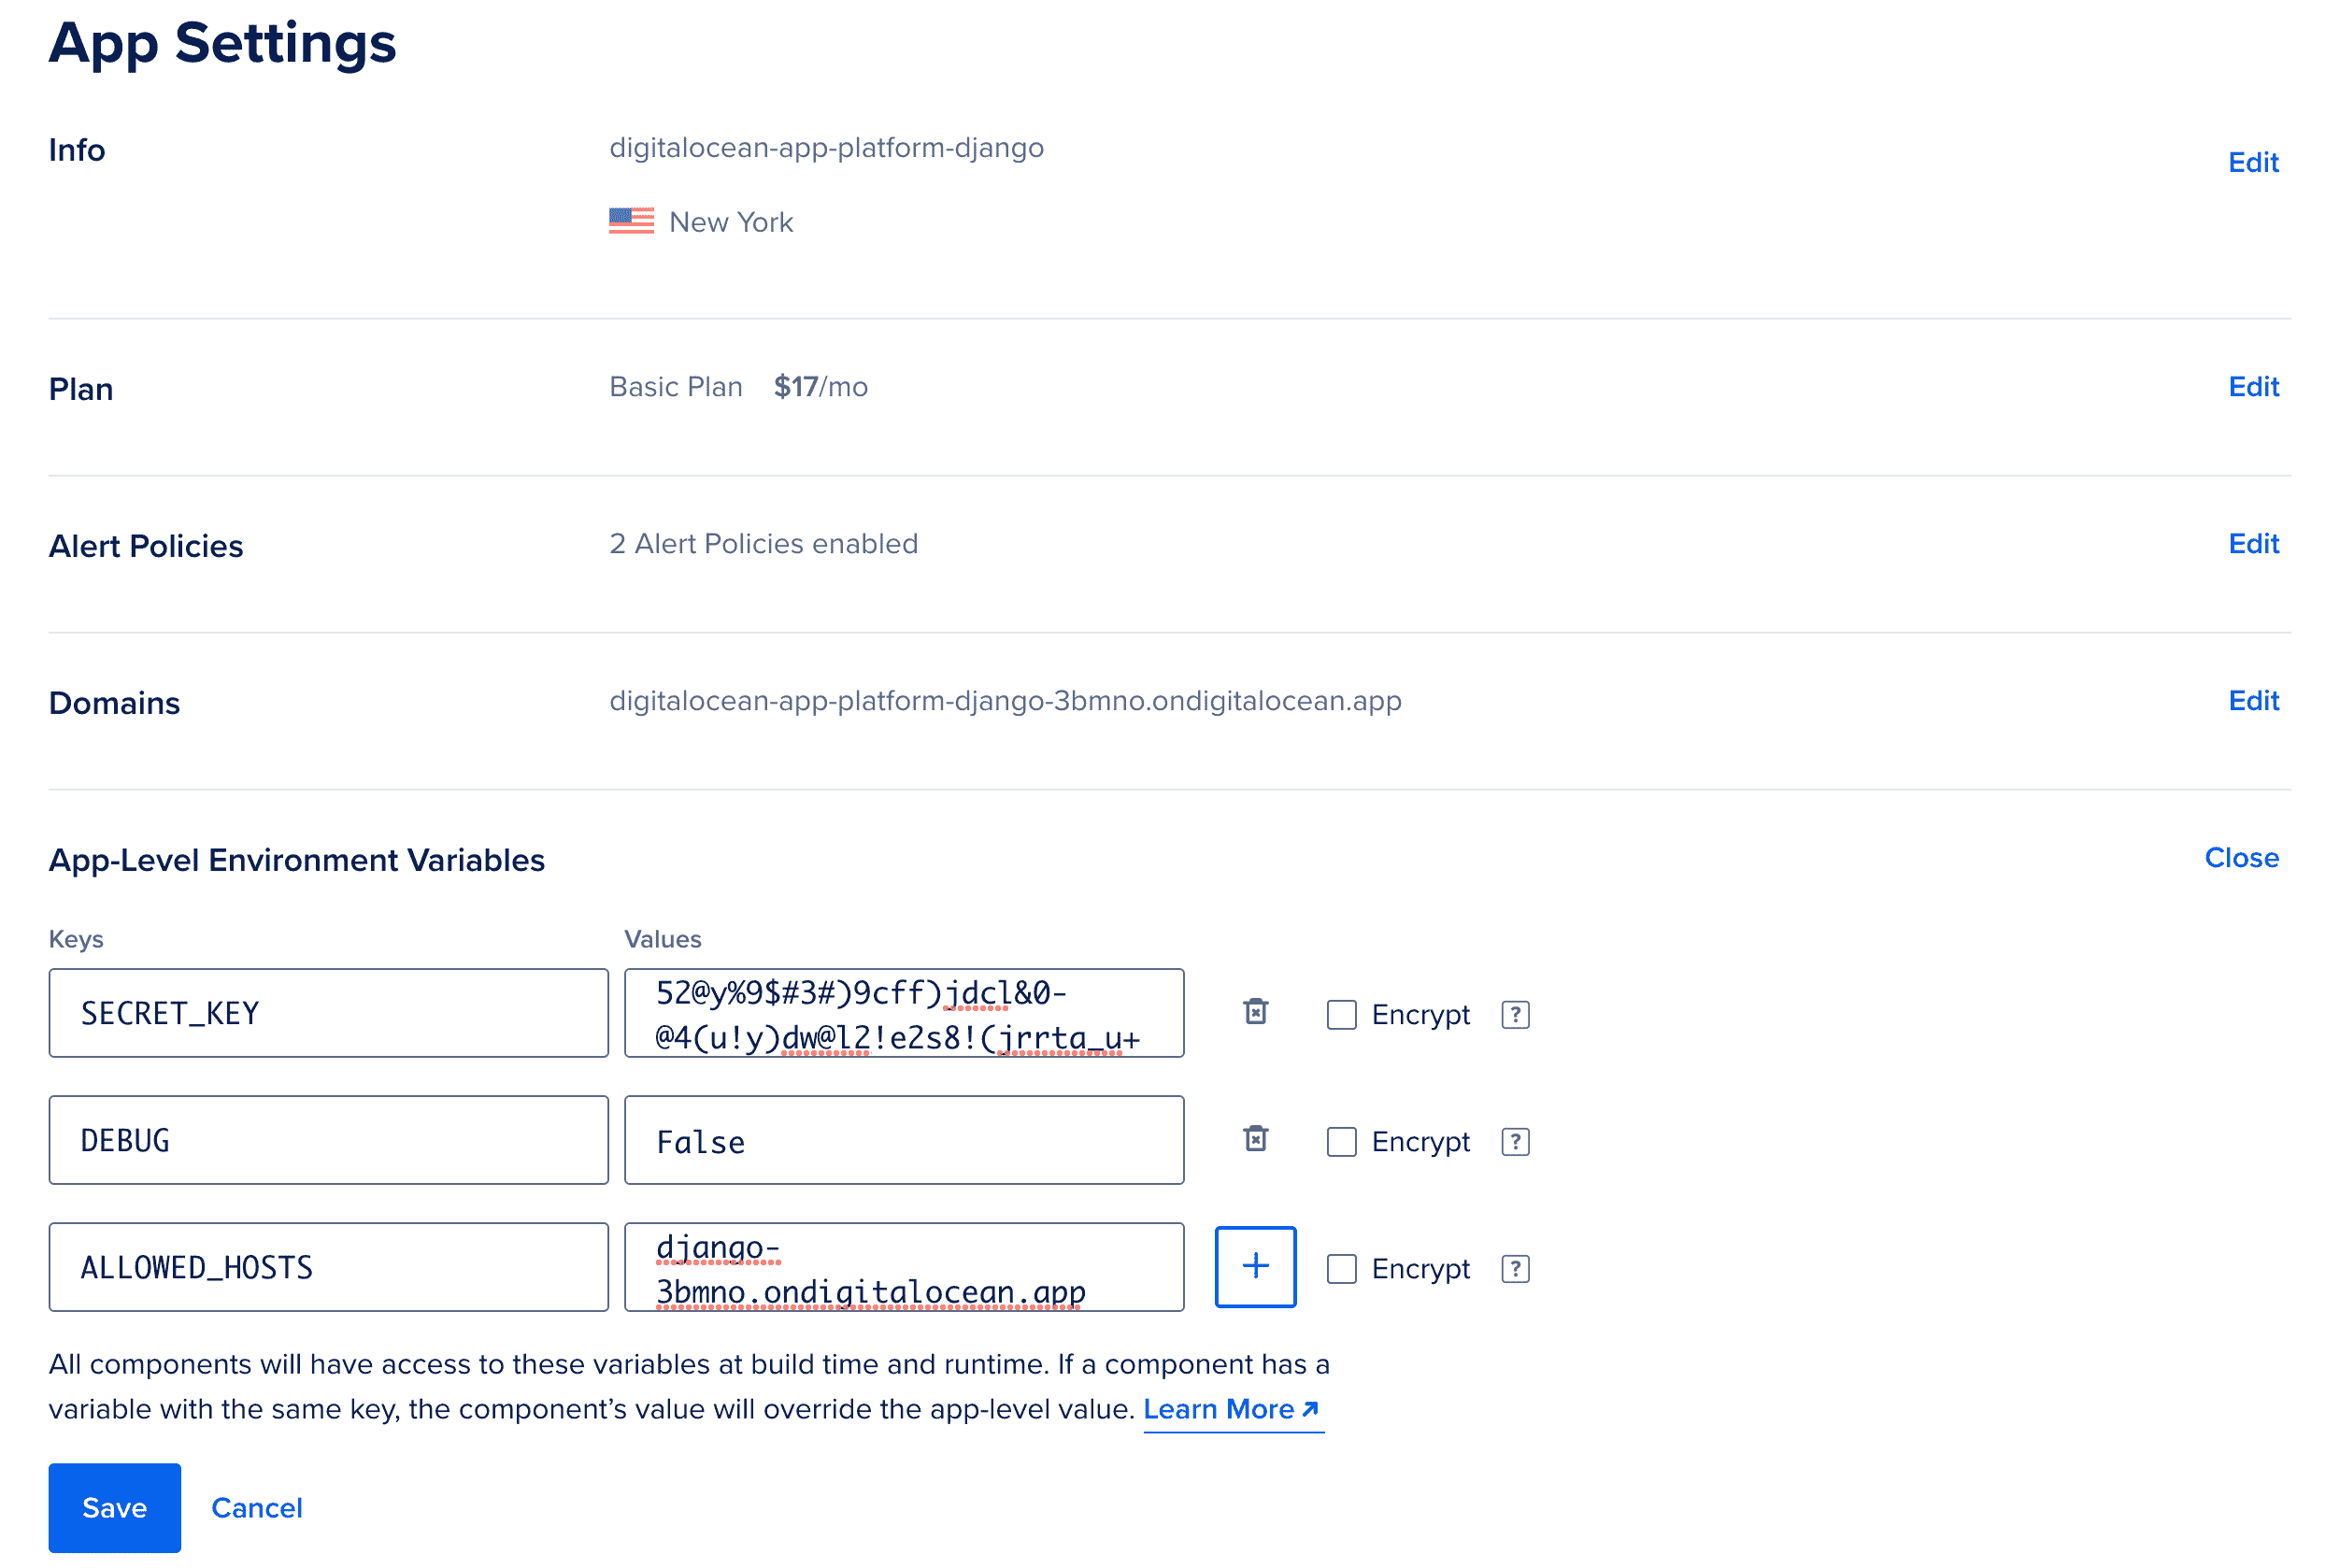 App Settings
Info
digitalocean-app-platform-django
Edit
New York
Plan
Basic Plan $17/mo
Edit
Alert Policies
2 Alert Policies enabled
Edit
Domains
digitalocean-app-platform-django-3bmno.ondigitalocean.app
Edit
App-Level Environment Variables
Close
Keys
Values
SECRET_KEY
52@y%9$#3#)9cff)jdcl&0-
@4(u!y)dw@l2!e2s8!(jrrta_u+
Encrypt ?
DEBUG
False
Encrypt ?
ALLOWED_HOSTS
django-
3bmno.ondigitalocean.app
+
Encrypt ?
All components will have access to these variables at build time and runtime. If a component has a
variable with the same key, the component’s value will override the app-level value. Learn More
Save
Cancel